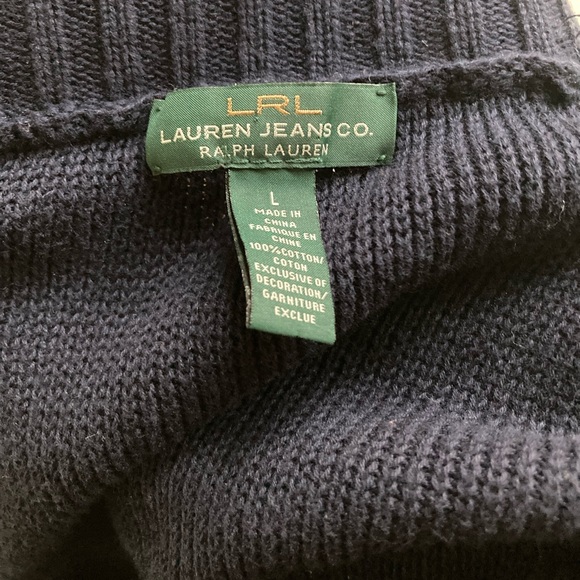 LRL
LAUREN JEANS CO.
RALPH LAUREN
L
MADE IN
CHINA
FABRIQUE EN
CHINE
100% COTTON/
COTON
EXCLUSIVE OF
DECORATION/
GARNITURE
EXCLUE